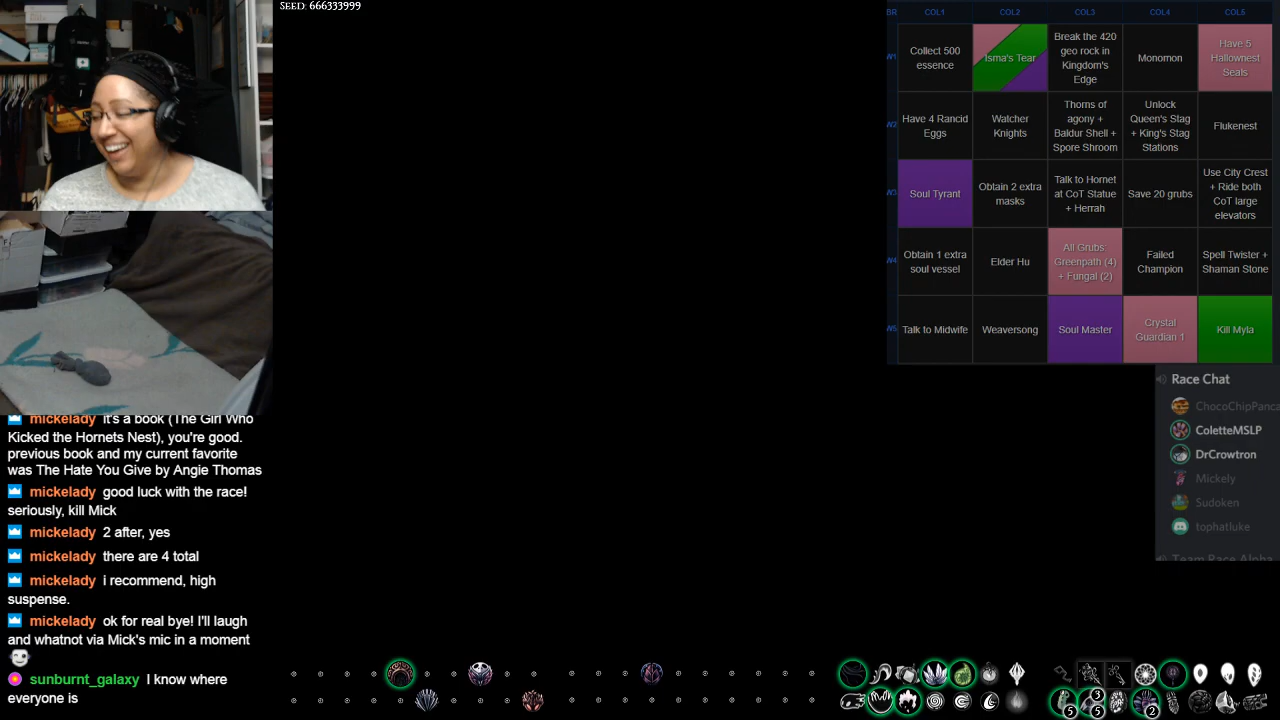 SEED: 666333999
BR
COL1
COL2
COL3
COL4
COL5
Collect 500
essence
Isma's Tear
Break the 420
geo rock in
Kingdom's
Edge
Monomon
Have 5
Hallownest
Seals
Have 4 Rancid
Eggs
Watcher
Knights
Thorns of
agony +
Baldur Shell +
Spore Shroom
Unlock
Queen's Stag
+ King's Stag
Stations
Flukenest
Soul Tyrant
Obtain 2 extra
masks
Talk to Hornet
at CoT Statue
+ Herrah
Save 20 grubs
Use City Crest
+ Ride both
CoT large
elevators
Obtain 1 extra
soul vessel
Elder Hu
All Grubs:
Greenpath (4)
+ Fungal (2)
Failed
Champion
Spell Twister +
Shaman Stone
Talk to Midwife
Weaversong
Soul Master
Crystal
Guardian 1
Kill Myla
Race Chat
ChocoChipPanca
ColetteMSLP
DrCrowtron
Mickely
Sudoken
tophatluke
Team Race Alpha
mickelady it's a book (The Girl Who
Kicked the Hornets Nest), you're good.
previous book and my current favorite
was The Hate You Give by Angie Thomas
mickelady good luck with the race!
seriously, kill Mick
mickelady 2 after, yes
mickelady there are 4 total
mickelady i recommend, high
suspense.
mickelady ok for real bye! I'll laugh
and whatnot via Mick's mic in a moment
sunburnt_galaxy I know where
everyone is
5
3
5
2